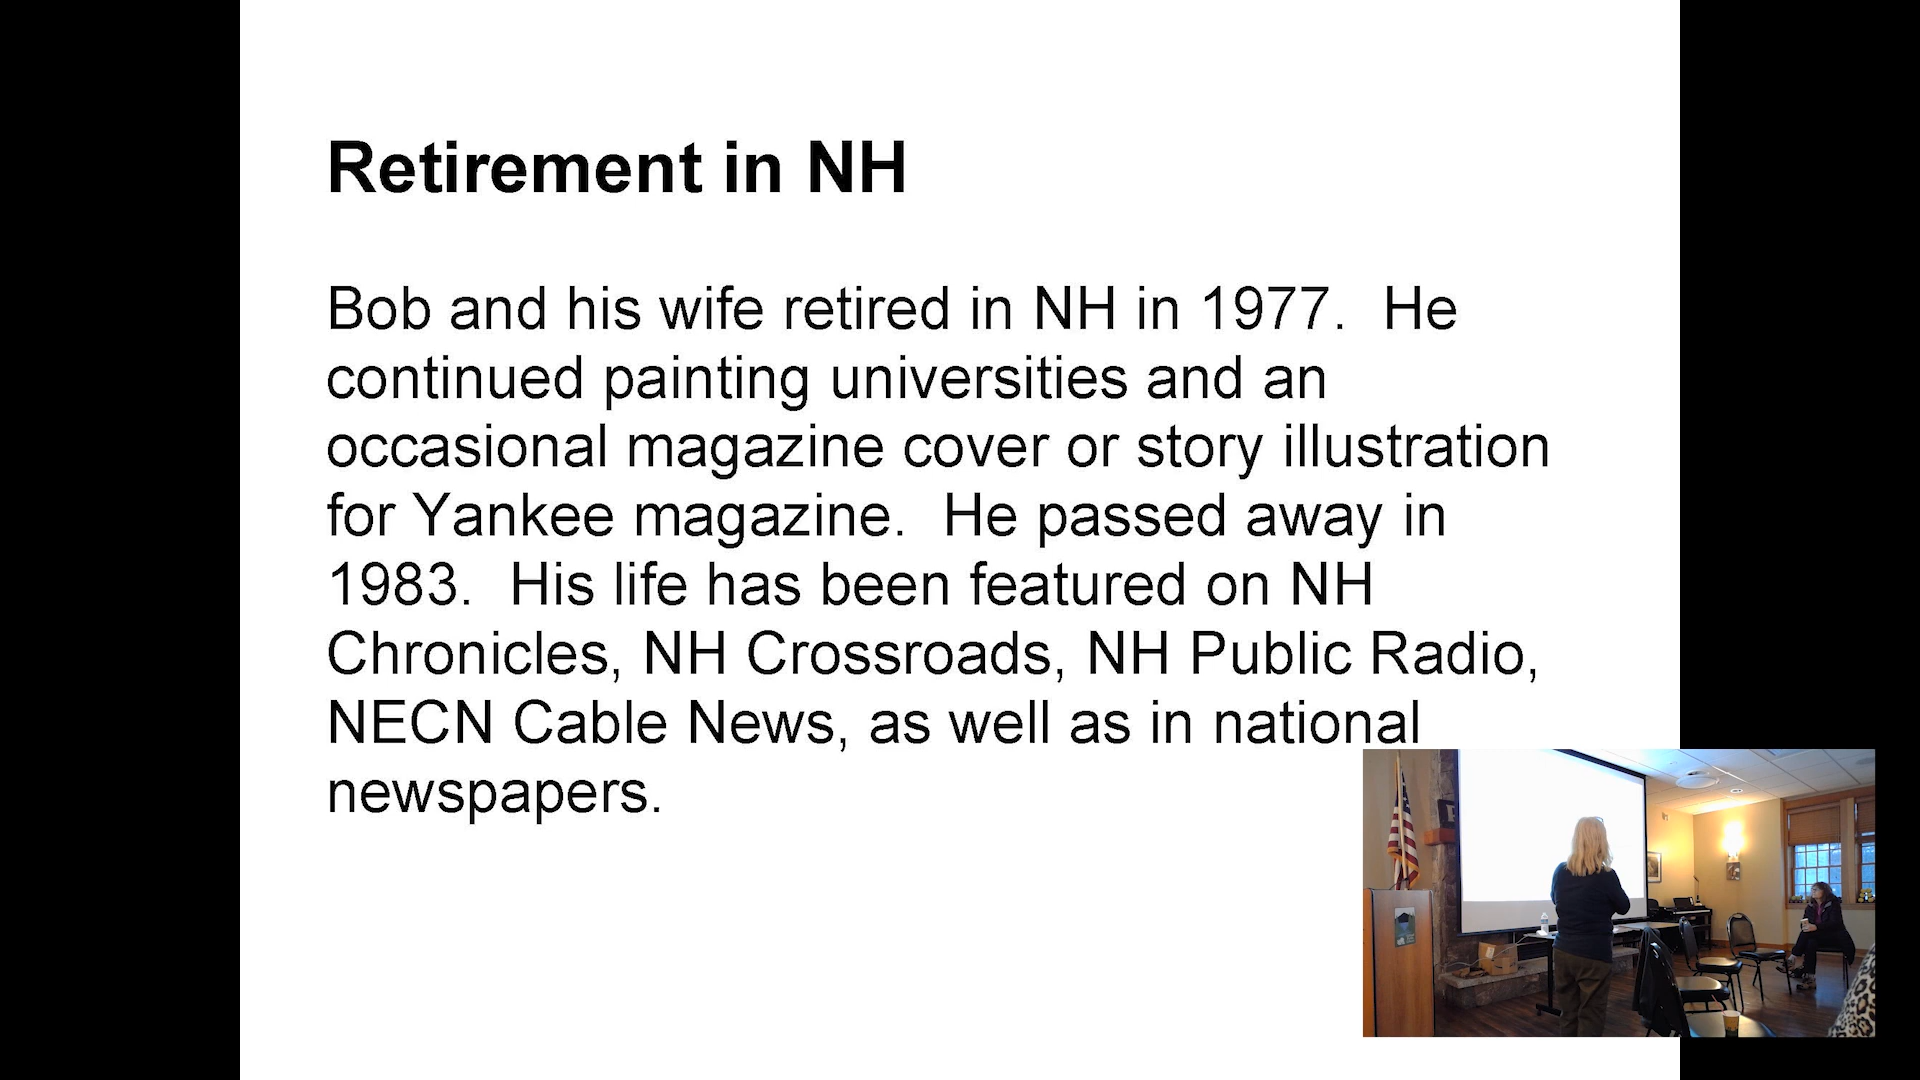 Retirement in NH
Bob and his wife retired in NH in 1977.  He
continued painting universities and an
occasional magazine cover or story illustration
for Yankee magazine.  He passed away in
1983.  His life has been featured on NH
Chronicles, NH Crossroads, NH Public Radio,
NECN Cable News, as well as in national
newspapers.